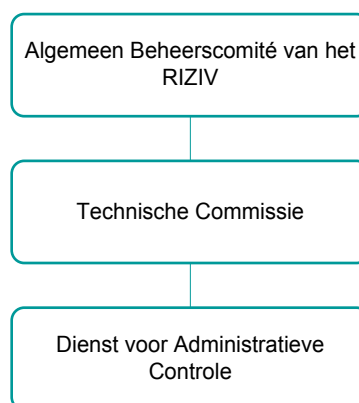 Algemeen Beheerscomité van het
RIZIV
Technische Commissie
Dienst voor Administratieve
Controle